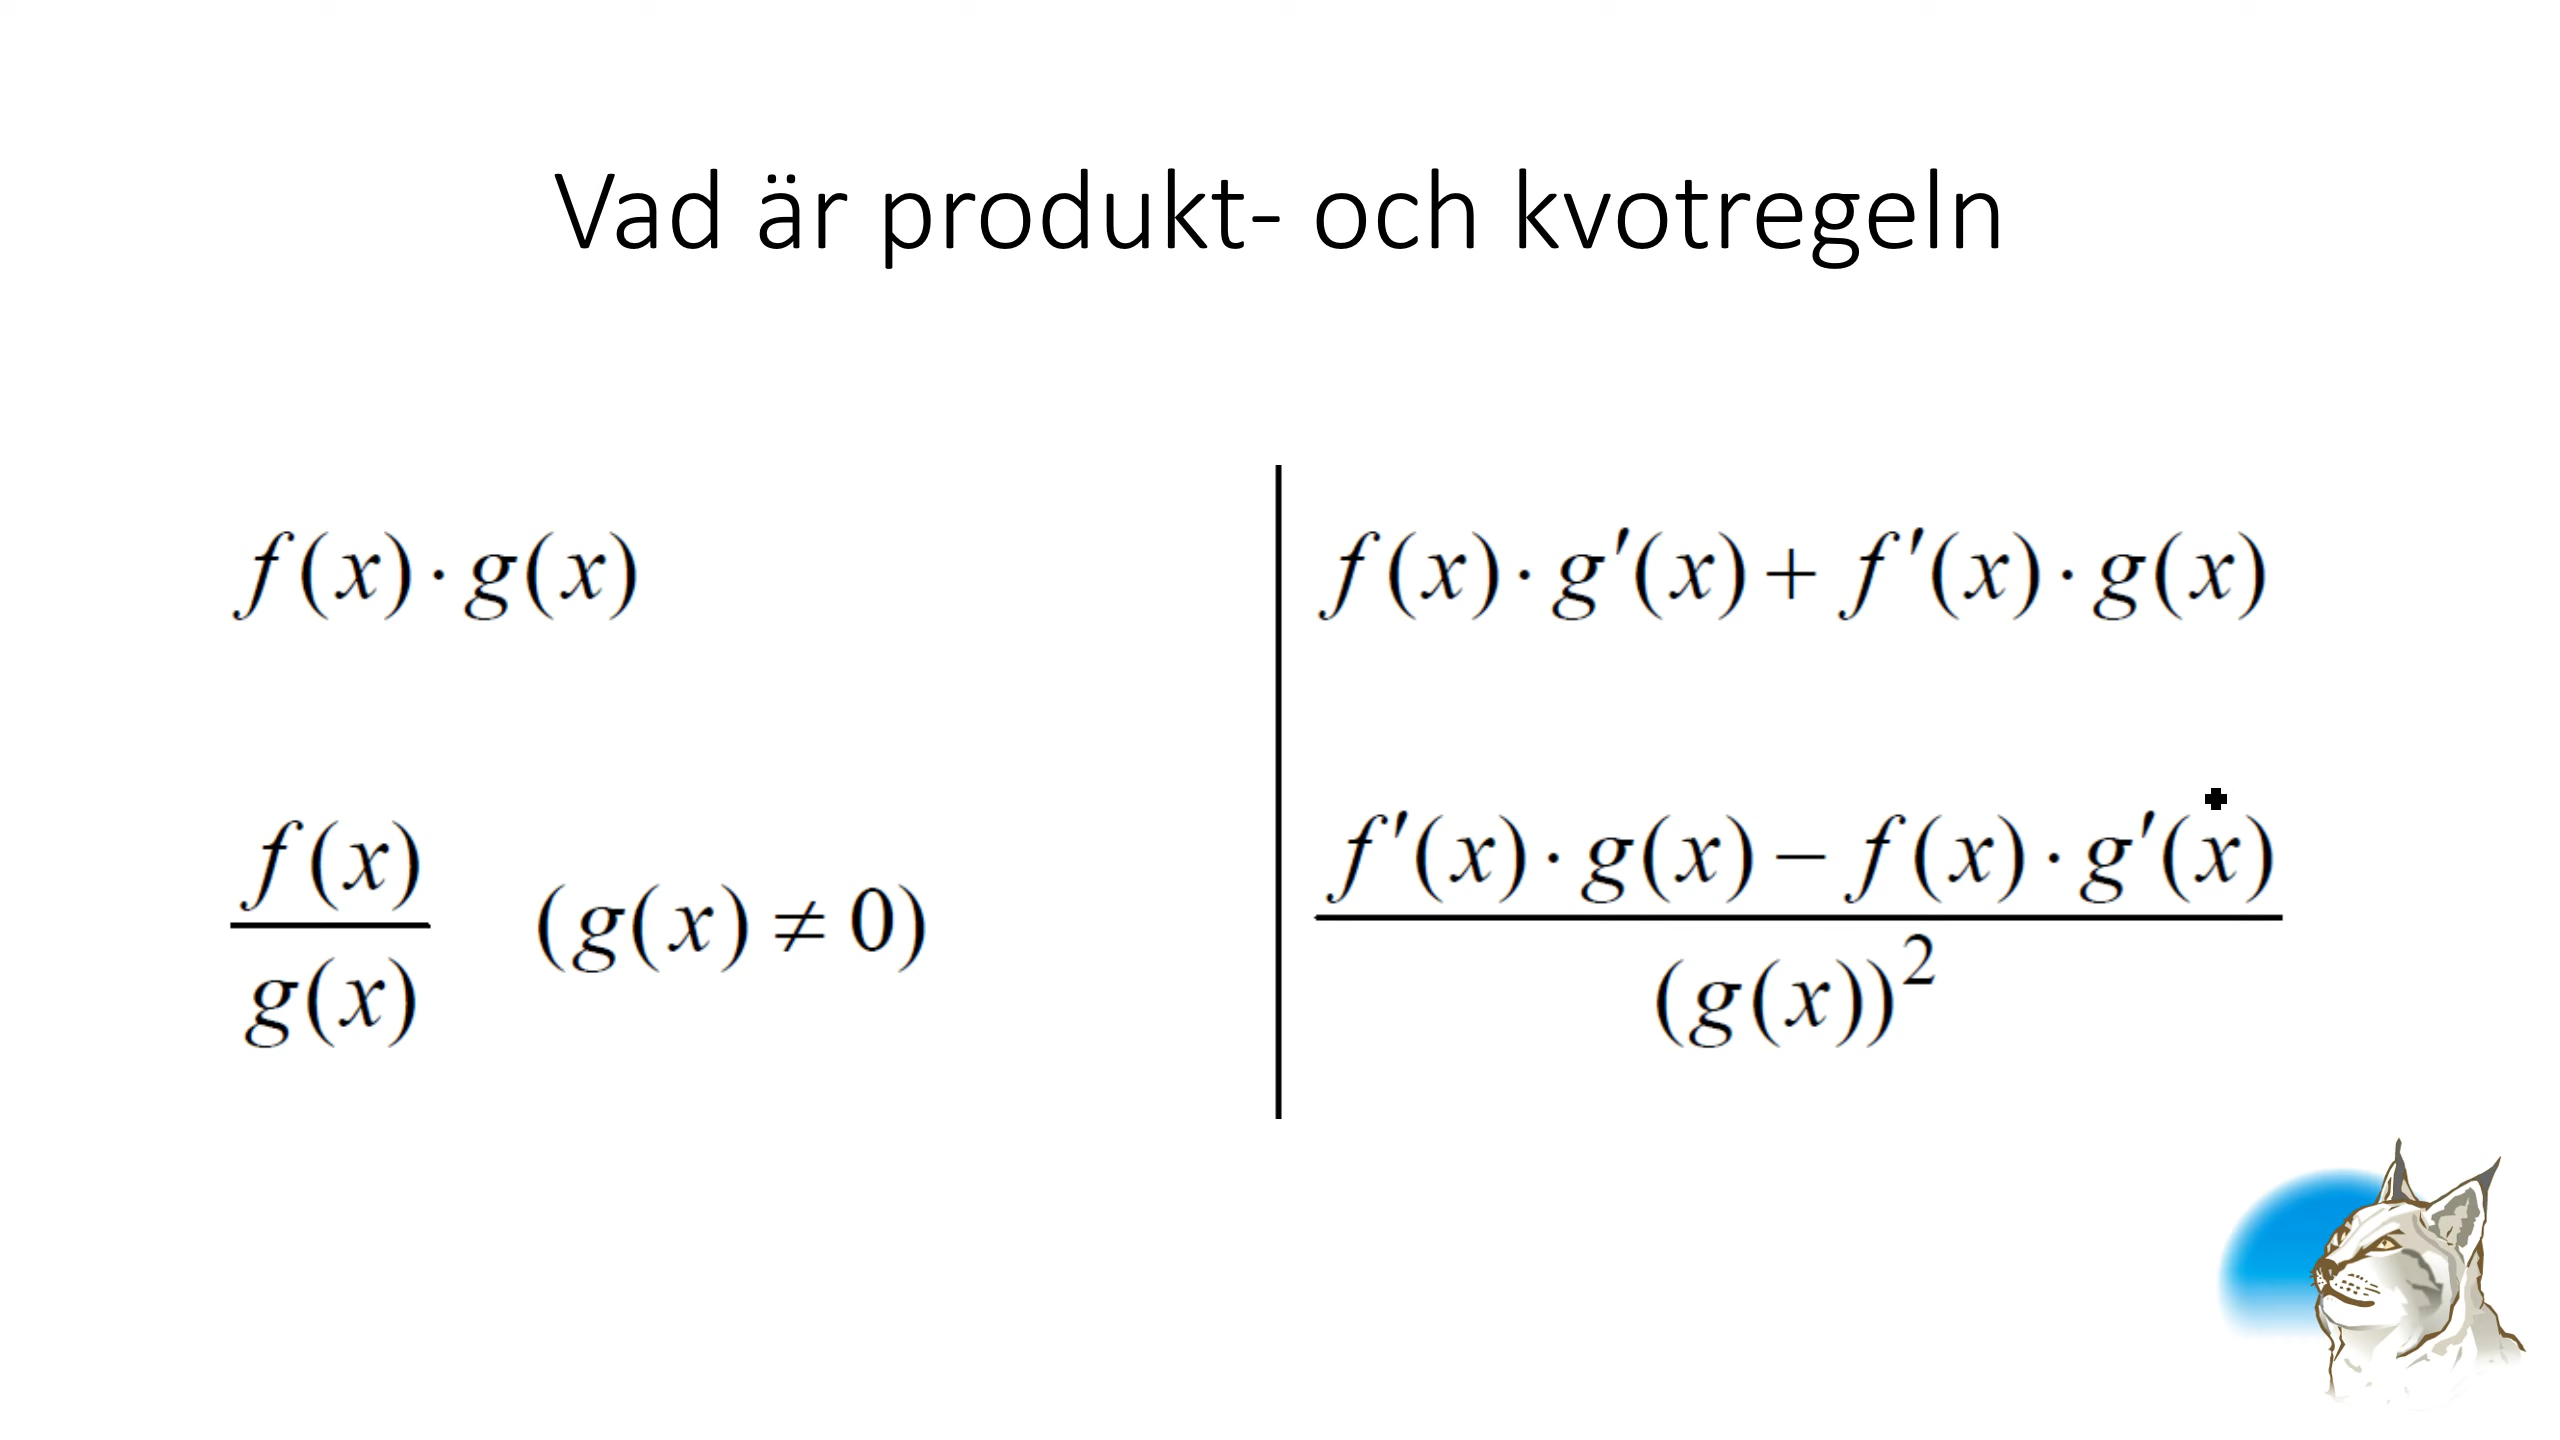 Vad är produkt- och kvotregeln
f(x)·g(x)
f(x)·g′(x)+f′(x)·g(x)
f(x)
g(x)
(g(x)≠0)
f′(x)·g(x)−f(x)·g′(x)
(g(x))²